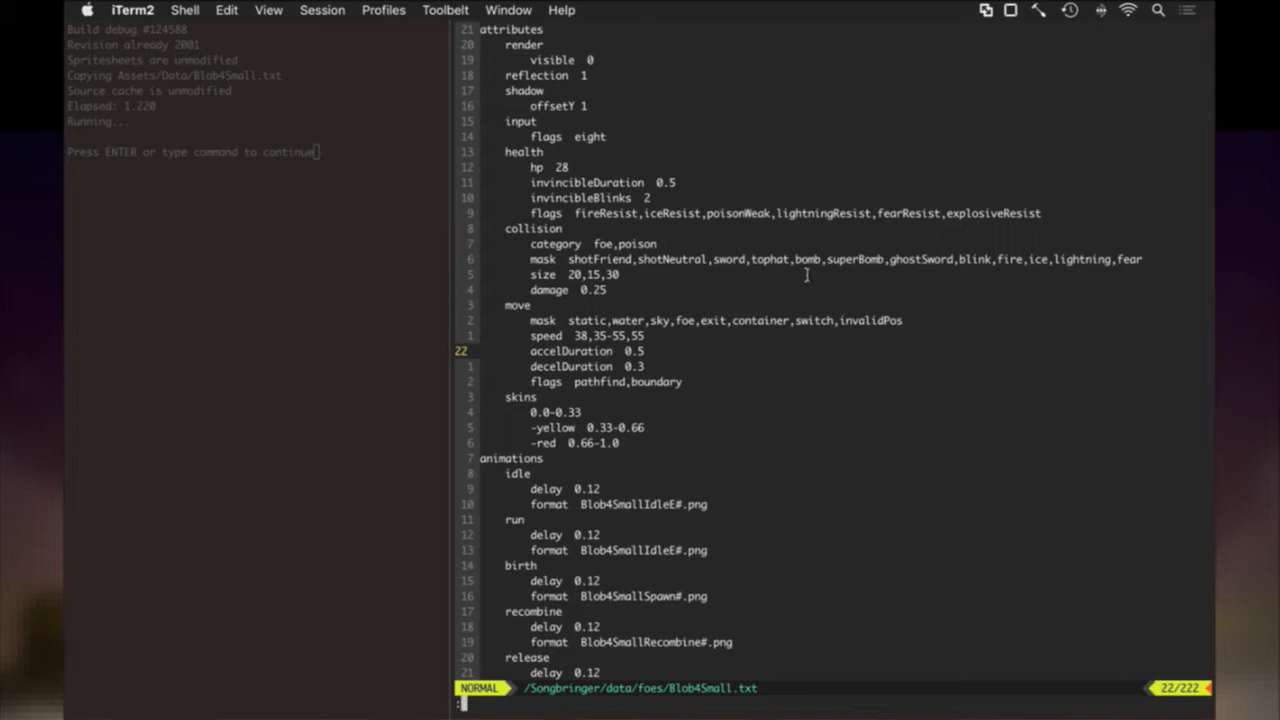 iTerm2 Shell Edit View Session Profiles Toolbelt Window Help
Build debug #124588
Revision already 2001
Spritesheets are unmodified
Copying Assets/Data/Blob4Small.txt
Source cache is unmodified
Elapsed: 1.220
Running...
Press ENTER or type command to continue
21 attributes
20 render
19 visible 0
18 reflection 1
17 shadow
16 offsetY 1
15 input
14 flags eight
13 health
12 hp 28
11 invincibleDuration 0.5
10 invincibleBlinks 2
9 flags fireResist,iceResist,poisonWeak,lightningResist,fearResist,explosiveResist
8 collision
7 category foe,poison
6 mask shotFriend,shotNeutral,sword,tophat,bomb,superBomb,ghostSword,blink,fire,ice,lightning,fear
5 size 20,15,30
4 damage 0.25
3 move
2 mask static,water,sky,foe,exit,container,switch,invalidPos
1 speed 38,35-55,55
22 accelDuration 0.5
1 decelDuration 0.3
2 flags pathfind,boundary
3 skins
4 0.0-0.33
5 -yellow 0.33-0.66
6 -red 0.66-1.0
7 animations
8 idle
9 delay 0.12
10 format Blob4SmallIdleE#.png
11 run
12 delay 0.12
13 format Blob4SmallIdleE#.png
14 birth
15 delay 0.12
16 format Blob4SmallSpawn#.png
17 recombine
18 delay 0.12
19 format Blob4SmallRecombine#.png
20 release
21 delay 0.12
NORMAL /Songbringer/data/foes/Blob4Small.txt 22/222
: